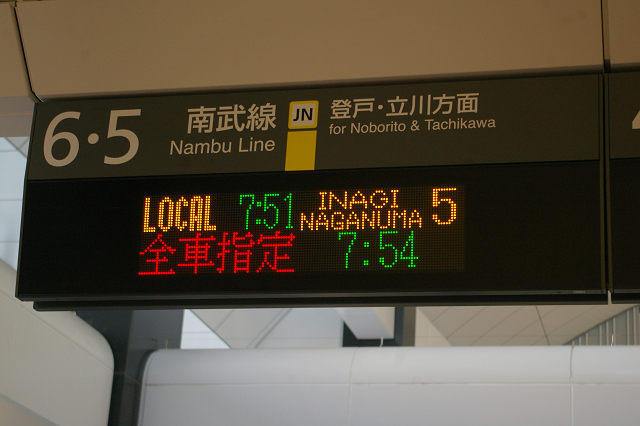 6・5 南武線 Nambu Line JN 登戸・立川方面 for Noborito & Tachikawa
LOCAL 7:51 INAGI NAGANUMA 5
全車指定 7:54